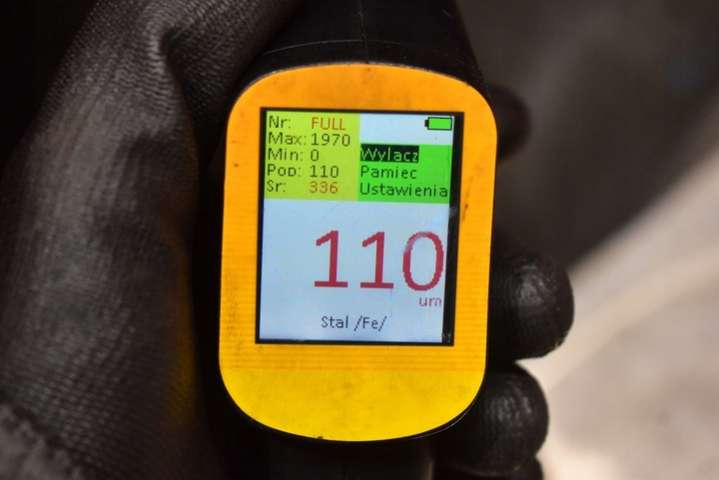 Nr: FULL
Max: 1970
Min: 0
Pop: 110
Sr: 336
Wylacz
Pamiec
Ustawienia
110
um
Stal /Fe/